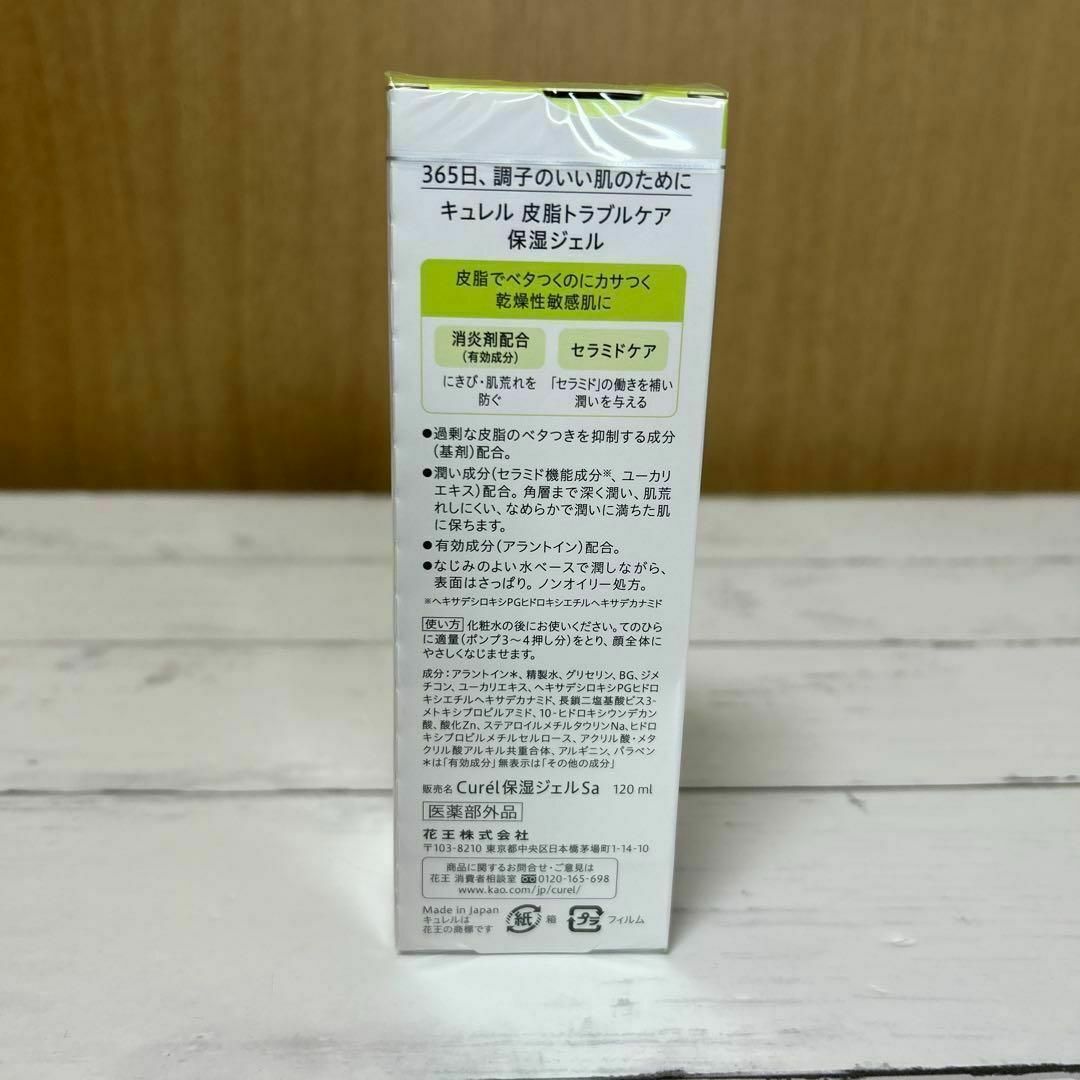 365日、調子のいい肌のために
キュレル 皮脂トラブルケア
保湿ジェル
皮脂でベタつくのにカサつく
乾燥性敏感肌に
消炎剤配合
(有効成分)
セラミドケア
にきび・肌荒れを
防ぐ
「セラミド」の働きを補い
潤いを与える
●過剰な皮脂のベタつきを抑制する成分
(基剤)配合。
●潤い成分(セラミド機能成分※、ユーカリ
エキス)配合。角層まで深く潤い、肌荒
れしにくい、なめらかで潤いに満ちた肌
に保ちます。
●有効成分(アラントイン)配合。
●なじみのよい水ベースで潤しながら、
表面はさっぱり。ノンオイリー処方。
※ヘキサデシロキシPGヒドロキシエチルヘキサデカナミド
使い方 化粧水の後にお使いください。てのひら
に適量(ポンプ3〜4押し分)をとり、顔全体に
やさしくなじませます。
成分:アラントイン*、精製水、グリセリン、BG、ジメ
チコン、ユーカリエキス、ヘキサデシロキシPGヒドロ
キシエチルヘキサデカナミド、長鎖二塩基酸ビス3-
メトキシプロピルアミド、10-ヒドロキシウンデカン
酸、酸化Zn、ステアロイルメチルタウリンNa、ヒドロ
キシプロピルメチルセルロース、アクリル酸・メタ
クリル酸アルキル共重合体、アルギニン、パラベン
*は「有効成分」無表示は「その他の成分」
販売名 Curél保湿ジェルSa 120 ml
医薬部外品
花王株式会社
〒103-8210 東京都中央区日本橋茅場町1-14-10
商品に関するお問合せ・ご意見は
花王 消費者相談室 0120-165-698
www.kao.com/jp/curel/
Made in Japan
キュレルは
花王の商標です
紙 箱
プラ フィルム